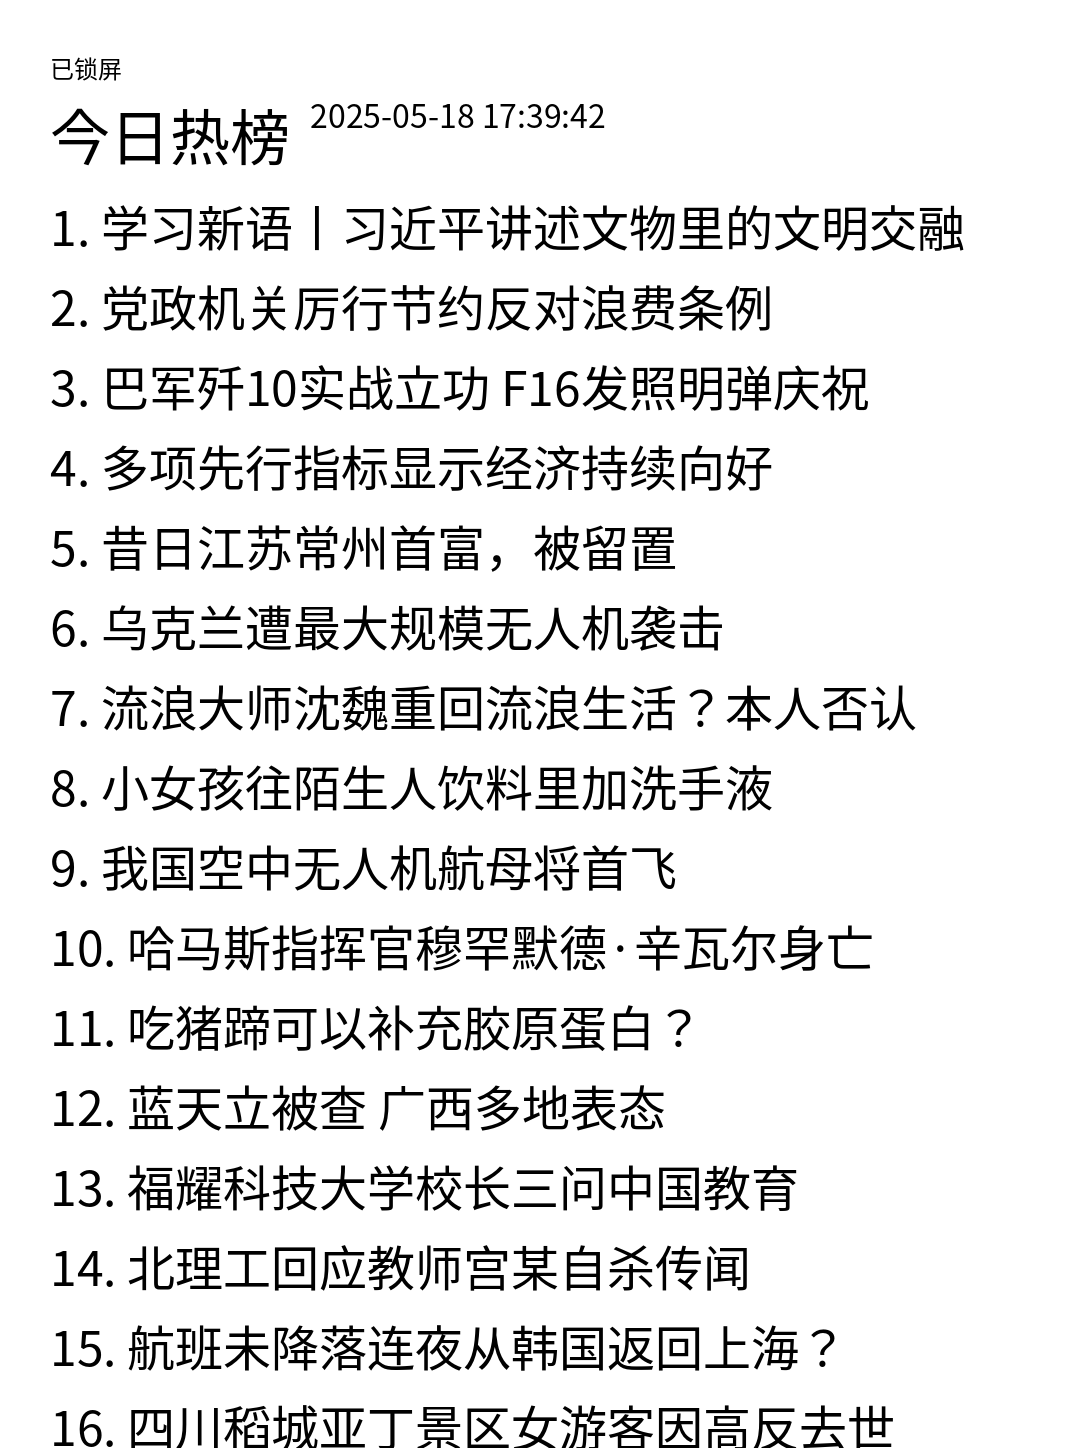 已锁屏
今日热榜 2025-05-18 17:39:42
1. 学习新语丨习近平讲述文物里的文明交融
2. 党政机关厉行节约反对浪费条例
3. 巴军歼10实战立功 F16发照明弹庆祝
4. 多项先行指标显示经济持续向好
5. 昔日江苏常州首富，被留置
6. 乌克兰遭最大规模无人机袭击
7. 流浪大师沈魏重回流浪生活？本人否认
8. 小女孩往陌生人饮料里加洗手液
9. 我国空中无人机航母将首飞
10. 哈马斯指挥官穆罕默德·辛瓦尔身亡
11. 吃猪蹄可以补充胶原蛋白？
12. 蓝天立被查 广西多地表态
13. 福耀科技大学校长三问中国教育
14. 北理工回应教师宫某自杀传闻
15. 航班未降落连夜从韩国返回上海？
16. 四川稻城亚丁景区女游客因高反去世